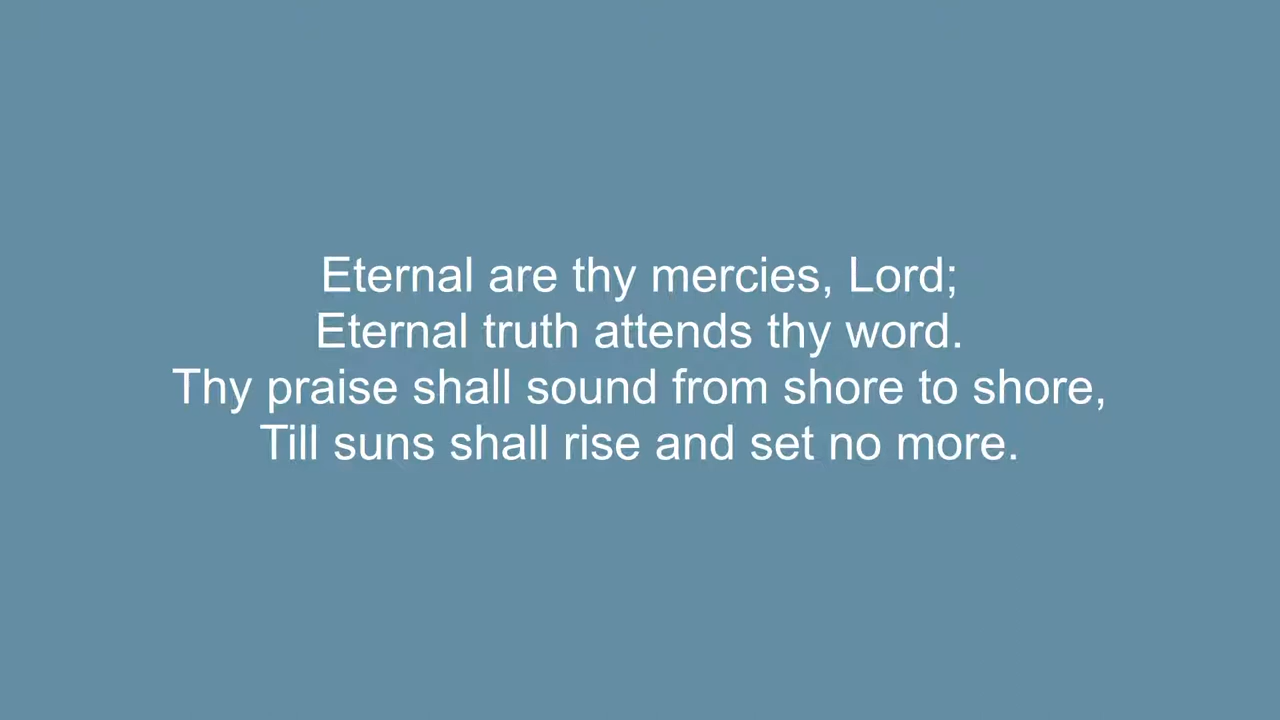 Eternal are thy mercies, Lord;
Eternal truth attends thy word.
Thy praise shall sound from shore to shore,
Till suns shall rise and set no more.